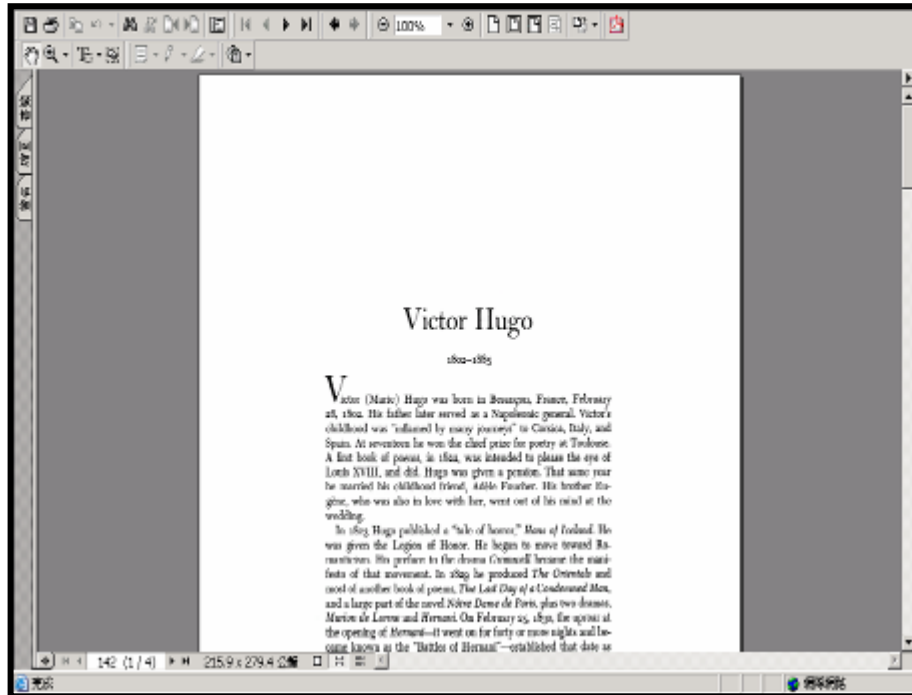 100%
Victor Hugo
1802–1885
Victor (Marie) Hugo was born in Besançon, France, February
28, 1802. His father later served as a Napoleonic general. Victor's
childhood was "inflamed by many journeys" to Corsica, Italy, and
Spain. At seventeen he won the chief prize for poetry at Toulouse.
A first book of poems, in 1822, was intended to please the eye of
Louis XVIII, and did. Hugo was given a pension. That same year
he married his childhood friend, Adèle Foucher. His brother Eu-
gène, who was also in love with her, went out of his mind at the
wedding.
In 1823 Hugo published a "tale of horror," Hans of Iceland. He
was given the Legion of Honor. He began to move toward Ro-
manticism. His preface to the drama Cromwell became the mani-
festo of that movement. In 1829 he produced The Orientals and
most of another book of poems, The Last Day of a Condemned Man,
and a large part of the novel Nôtre Dame de Paris, plus two dramas,
Marion de Lorme and Hernani. On February 25, 1830, the uproar at
the opening of Hernani—it went on for forty or more nights and be-
came known as the "Battles of Hernani"—established that date as
142 (1 / 4) 215.9 x 279.4 公釐
完成